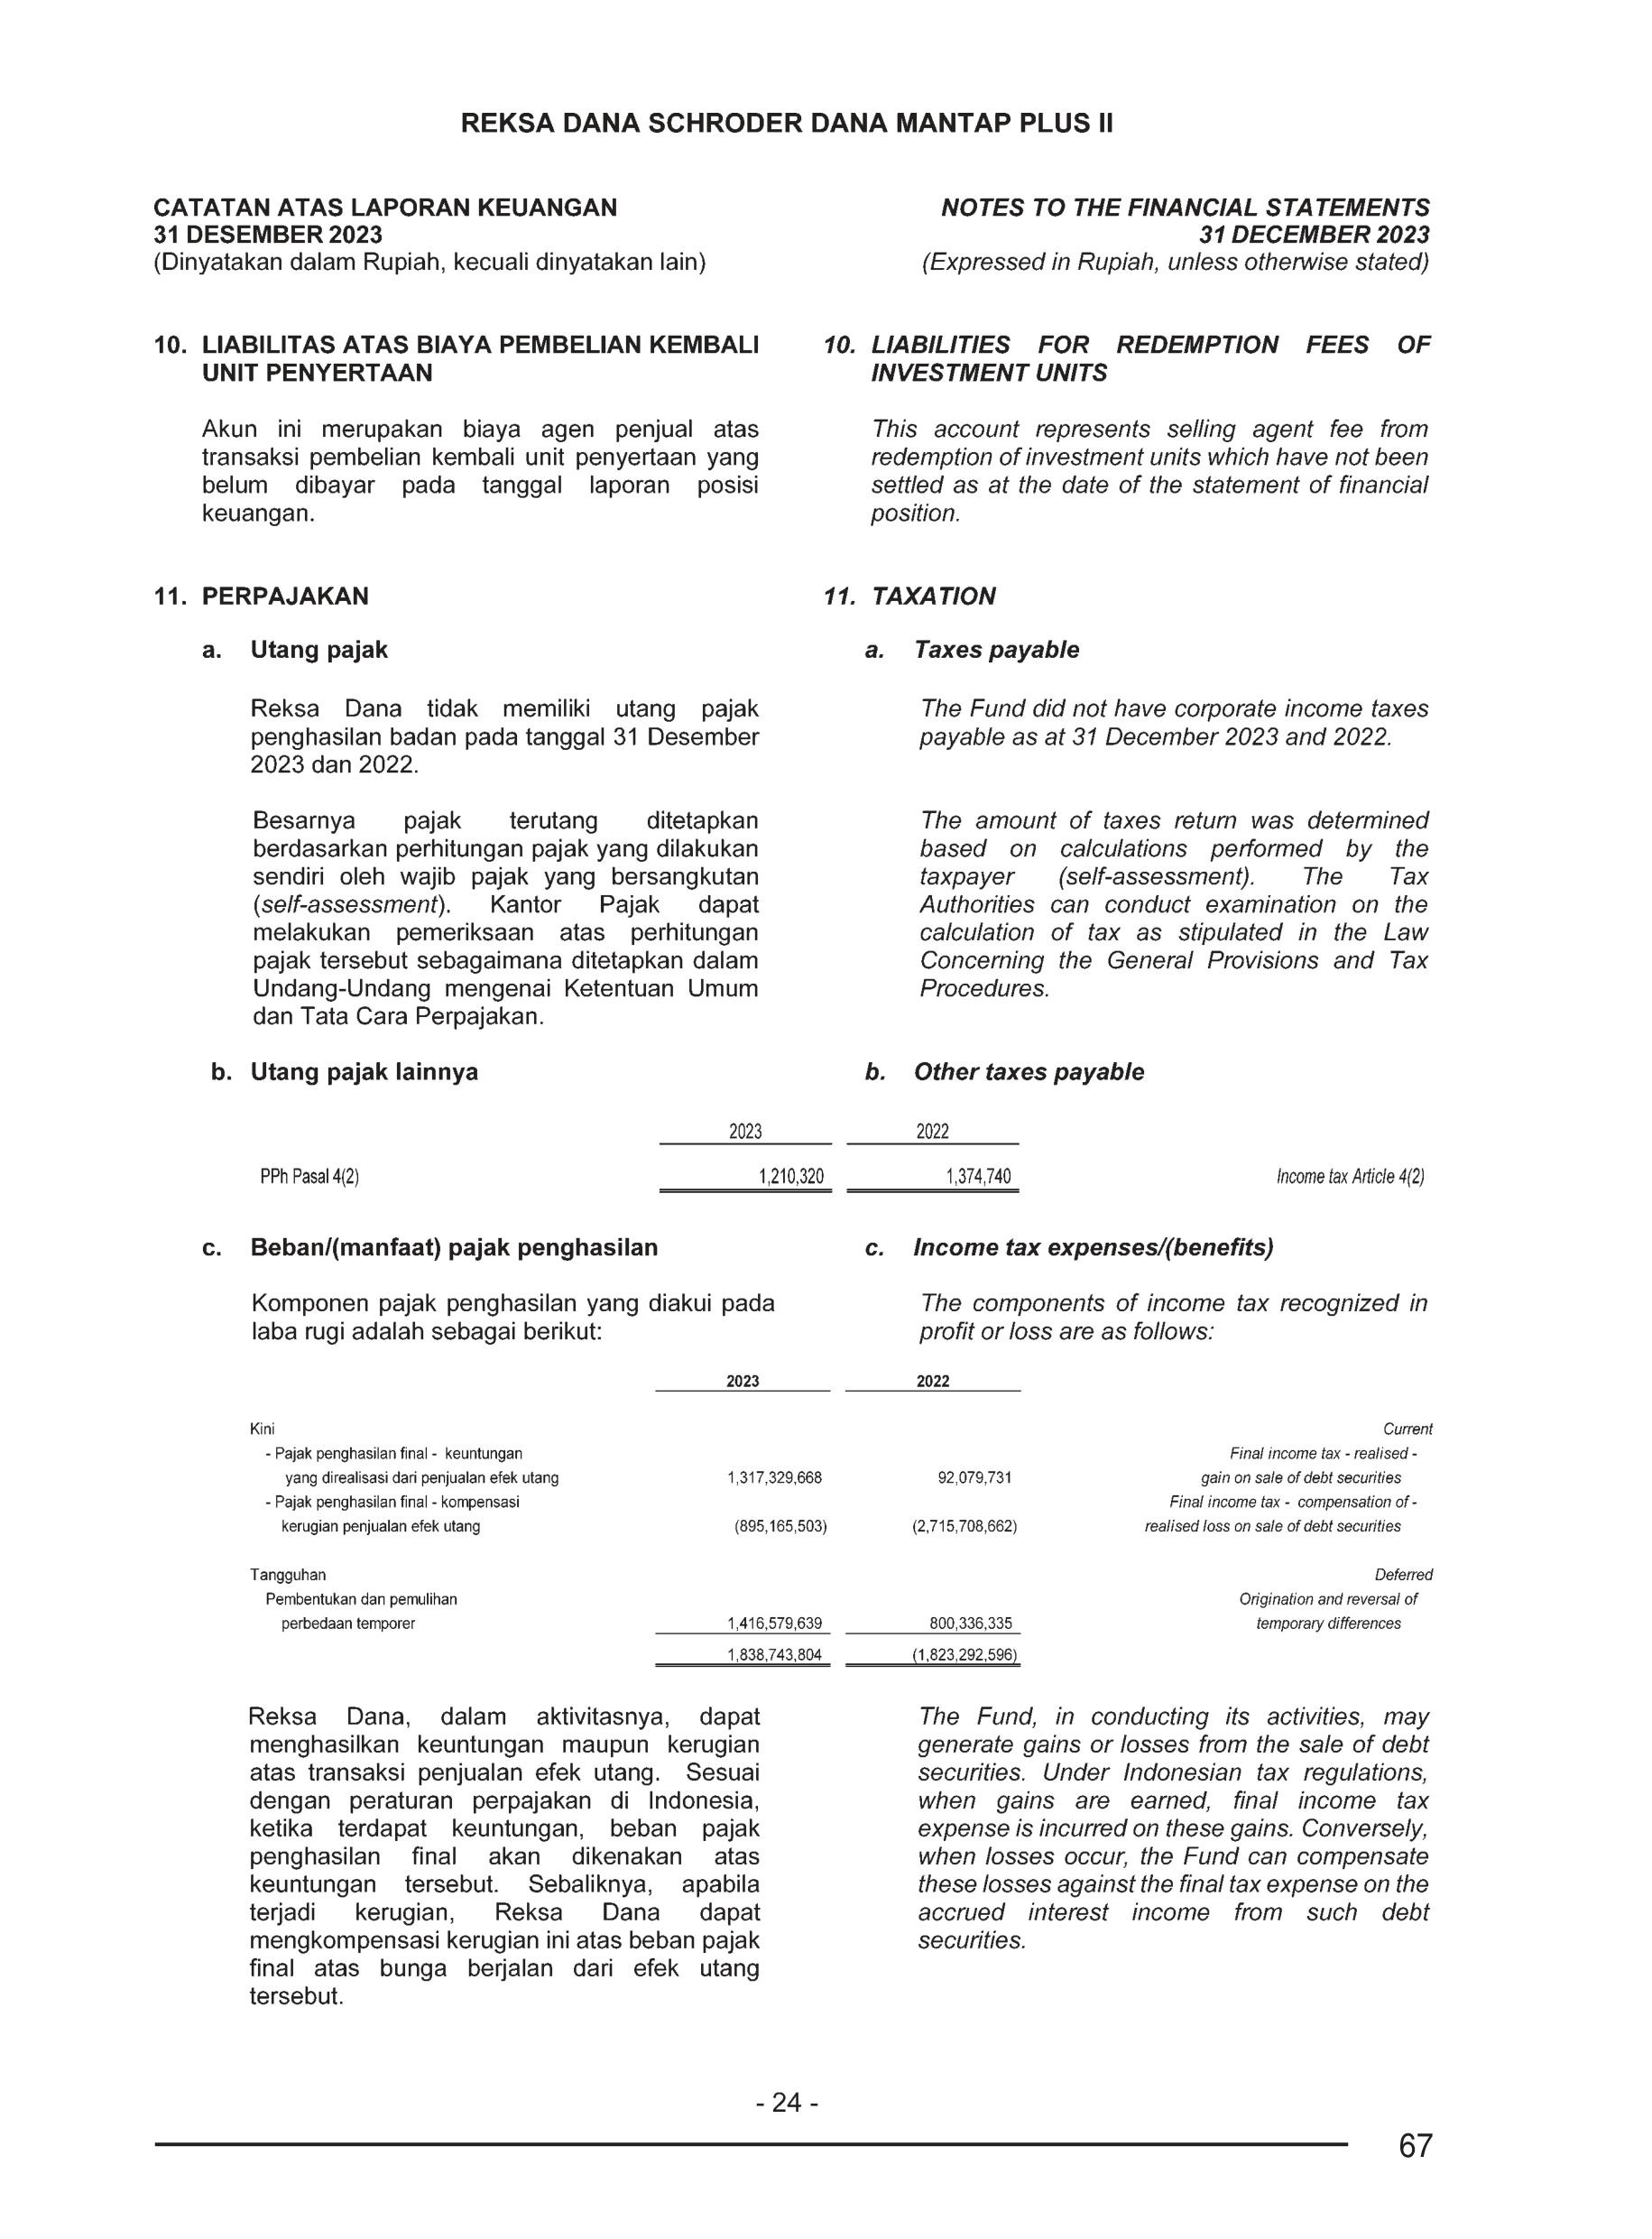 REKSA DANA SCHRODER DANA MANTAP PLUS II
CATATAN ATAS LAPORAN KEUANGAN
31 DESEMBER 2023
(Dinyatakan dalam Rupiah, kecuali dinyatakan lain)
NOTES TO THE FINANCIAL STATEMENTS
31 DECEMBER 2023
(Expressed in Rupiah, unless otherwise stated)
10. LIABILITAS ATAS BIAYA PEMBELIAN KEMBALI
UNIT PENYERTAAN
Akun ini merupakan biaya agen penjual atas
transaksi pembelian kembali unit penyertaan yang
belum dibayar pada tanggal laporan posisi
keuangan.
10. LIABILITIES FOR REDEMPTION FEES OF
INVESTMENT UNITS
This account represents selling agent fee from
redemption of investment units which have not been
settled as at the date of the statement of financial
position.
11. PERPAJAKAN
a. Utang pajak
Reksa Dana tidak memiliki utang pajak
penghasilan badan pada tanggal 31 Desember
2023 dan 2022.
Besarnya pajak terutang ditetapkan
berdasarkan perhitungan pajak yang dilakukan
sendiri oleh wajib pajak yang bersangkutan
(self-assessment). Kantor Pajak dapat
melakukan pemeriksaan atas perhitungan
pajak tersebut sebagaimana ditetapkan dalam
Undang-Undang mengenai Ketentuan Umum
dan Tata Cara Perpajakan.
11. TAXATION
a. Taxes payable
The Fund did not have corporate income taxes
payable as at 31 December 2023 and 2022.
The amount of taxes return was determined
based on calculations performed by the
taxpayer (self-assessment). The Tax
Authorities can conduct examination on the
calculation of tax as stipulated in the Law
Concerning the General Provisions and Tax
Procedures.
b. Utang pajak lainnya
b. Other taxes payable
2023 2022
PPh Pasal 4(2) 1,210,320 1,374,740 Income tax Article 4(2)
c. Beban/(manfaat) pajak penghasilan
Komponen pajak penghasilan yang diakui pada
laba rugi adalah sebagai berikut:
c. Income tax expenses/(benefits)
The components of income tax recognized in
profit or loss are as follows:
2023 2022
Kini Current
- Pajak penghasilan final - keuntungan Final income tax - realised -
yang direalisasi dari penjualan efek utang 1,317,329,668 92,079,731 gain on sale of debt securities
- Pajak penghasilan final - kompensasi Final income tax - compensation of -
kerugian penjualan efek utang (895,165,503) (2,715,708,662) realised loss on sale of debt securities
Tangguhan Deferred
Pembentukan dan pemulihan Origination and reversal of
perbedaan temporer 1,416,579,639 800,336,335 temporary differences
1,838,743,804 (1,823,292,596)
Reksa Dana, dalam aktivitasnya, dapat
menghasilkan keuntungan maupun kerugian
atas transaksi penjualan efek utang. Sesuai
dengan peraturan perpajakan di Indonesia,
ketika terdapat keuntungan, beban pajak
penghasilan final akan dikenakan atas
keuntungan tersebut. Sebaliknya, apabila
terjadi kerugian, Reksa Dana dapat
mengkompensasi kerugian ini atas beban pajak
final atas bunga berjalan dari efek utang
tersebut.
The Fund, in conducting its activities, may
generate gains or losses from the sale of debt
securities. Under Indonesian tax regulations,
when gains are earned, final income tax
expense is incurred on these gains. Conversely,
when losses occur, the Fund can compensate
these losses against the final tax expense on the
accrued interest income from such debt
securities.
- 24 -
67